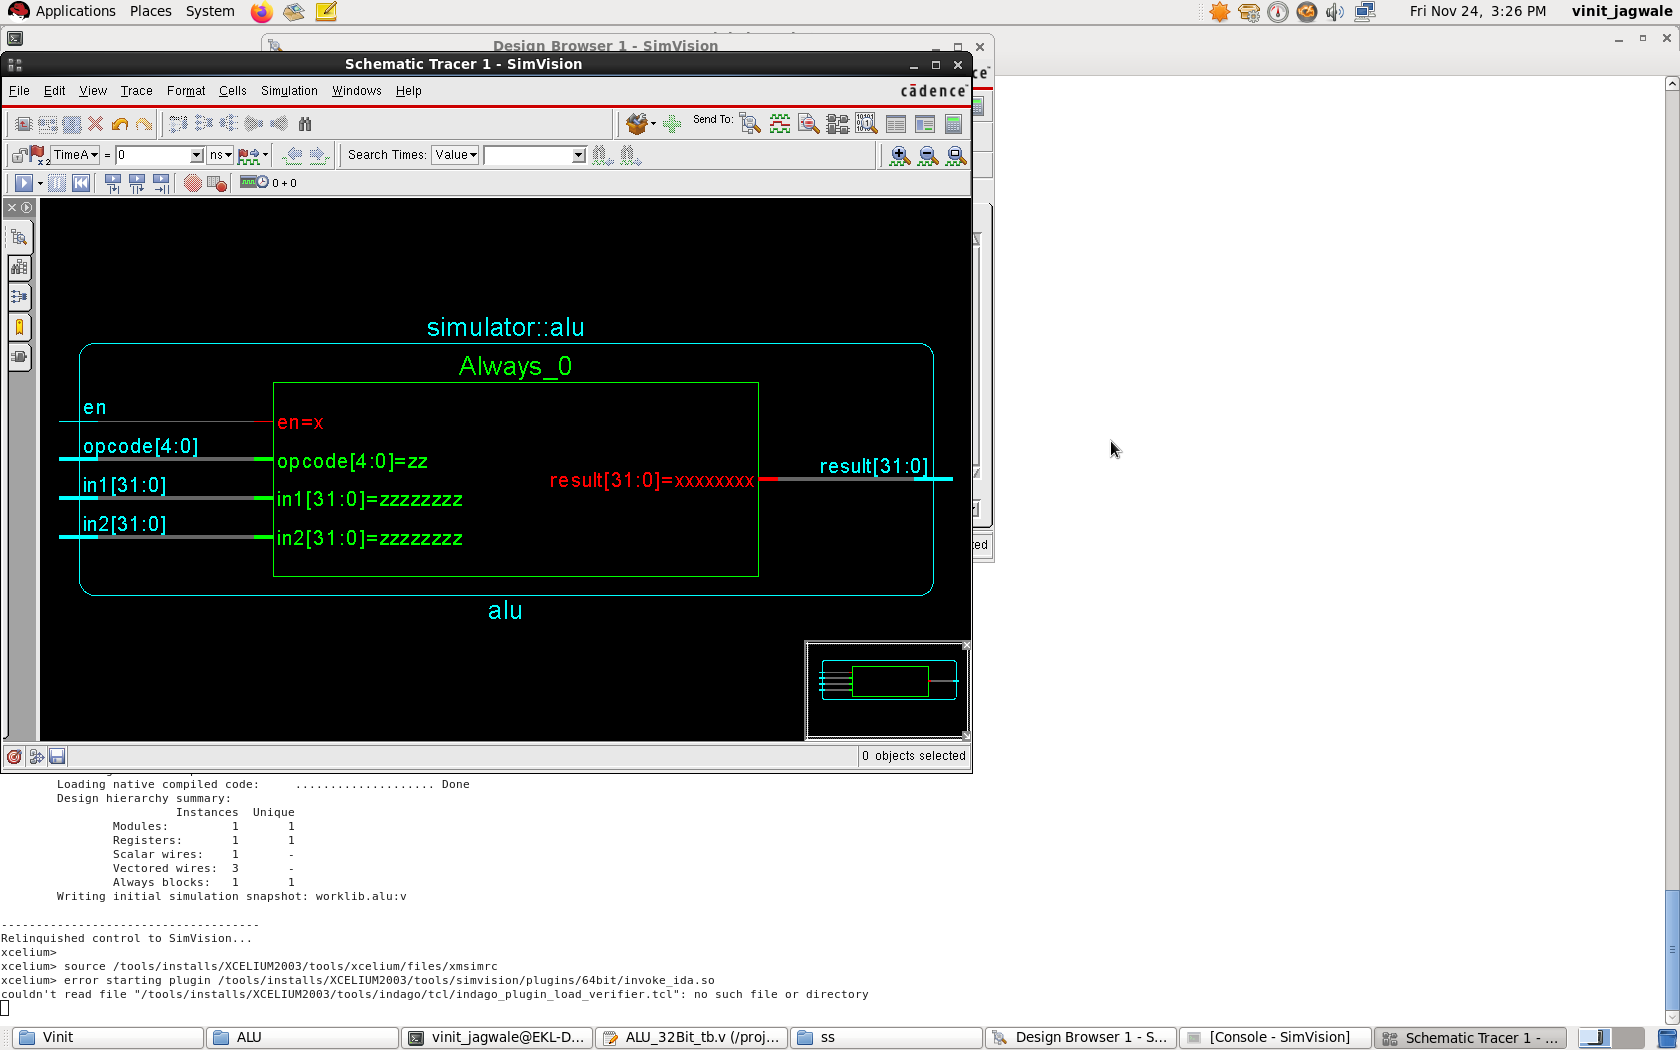 Applications Places System
Fri Nov 24, 3:26 PM vinit_jagwale
Design Browser 1 - SimVision
Schematic Tracer 1 - SimVision
File Edit View Trace Format Cells Simulation Windows Help
cādence
ce
Send To:
TimeA = 0 ns
Search Times: Value
0 + 0
simulator::alu
Always_0
en
en=x
opcode[4:0]
opcode[4:0]=zz
in1[31:0]
in1[31:0]=zzzzzzzz
in2[31:0]
in2[31:0]=zzzzzzzz
result[31:0]=xxxxxxxx
result[31:0]
alu
ted
0 objects selected
Loading native compiled code: .................... Done
Design hierarchy summary:
Instances Unique
Modules: 1 1
Registers: 1 1
Scalar wires: 1 -
Vectored wires: 3 -
Always blocks: 1 1
Writing initial simulation snapshot: worklib.alu:v
-------------------------------------
Relinquished control to SimVision...
xcelium>
xcelium> source /tools/installs/XCELIUM2003/tools/xcelium/files/xmsimrc
xcelium> error starting plugin /tools/installs/XCELIUM2003/tools/simvision/plugins/64bit/invoke_ida.so
couldn't read file "/tools/installs/XCELIUM2003/tools/indago/tcl/indago_plugin_load_verifier.tcl": no such file or directory
Vinit
ALU
vinit_jagwale@EKL-D...
ALU_32Bit_tb.v (/proj...
ss
Design Browser 1 - S...
[Console - SimVision]
Schematic Tracer 1 - ...